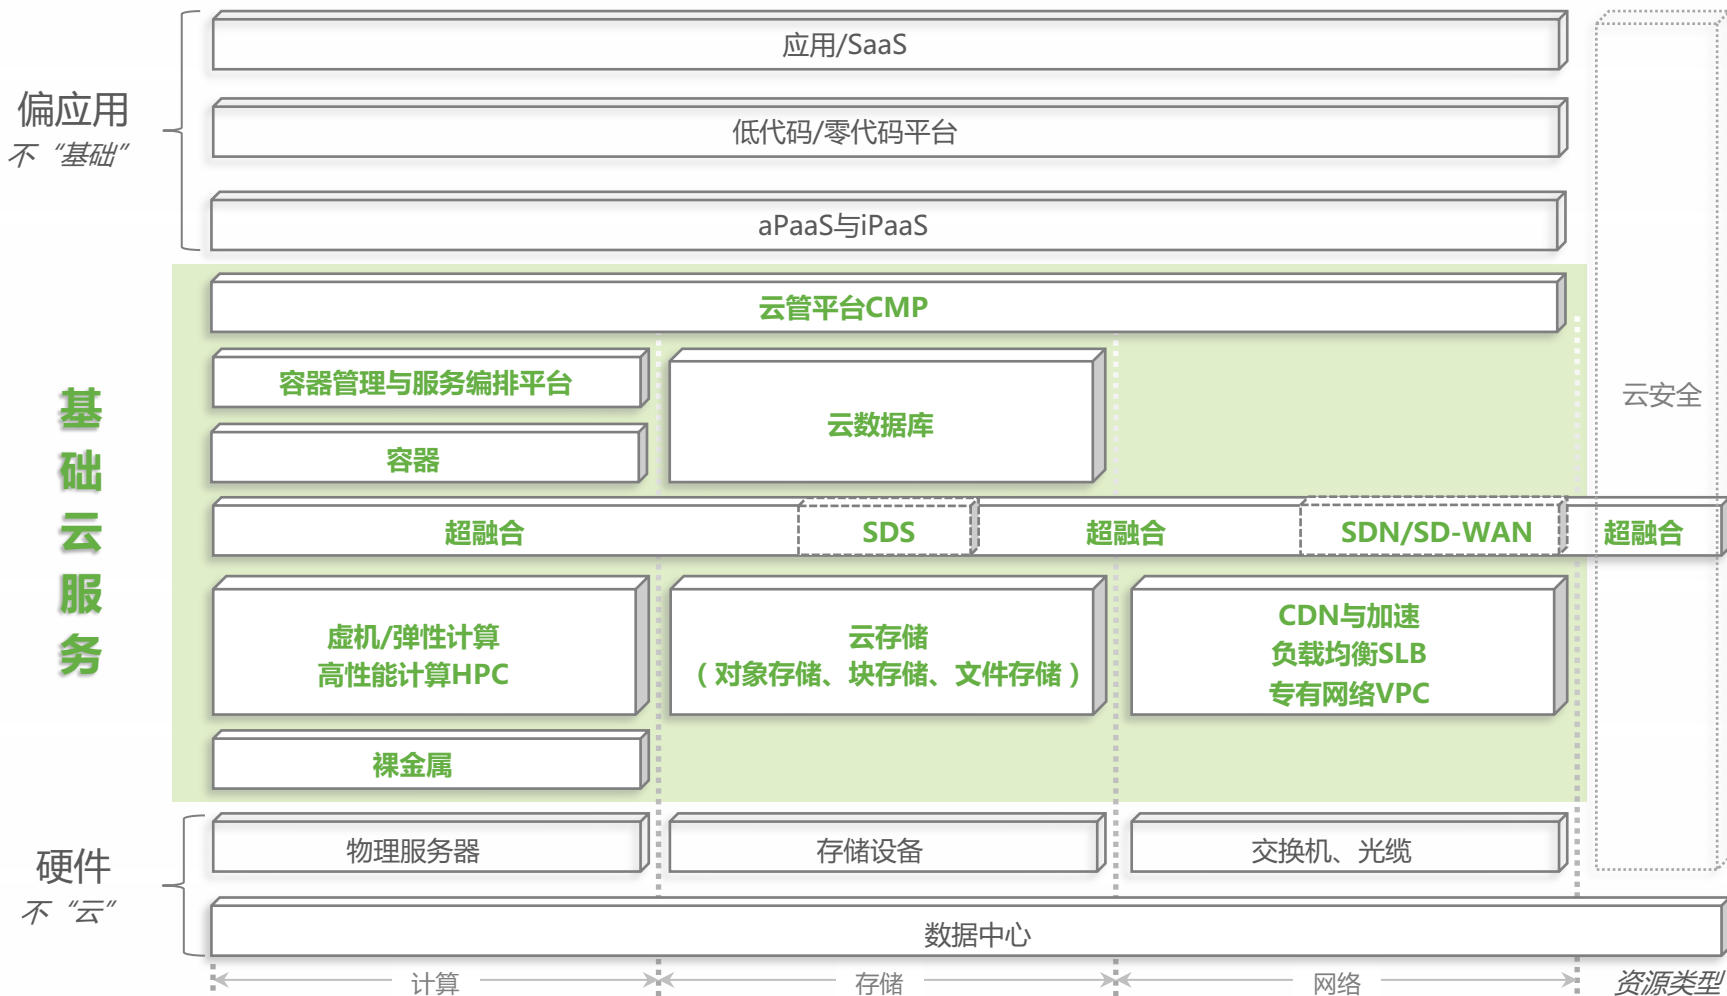 应用/SaaS
偏应用
不“基础”
低代码/零代码平台
aPaaS与iPaaS
云管平台CMP
基础云服务
容器管理与服务编排平台
云数据库
容器
云安全
超融合
SDS
超融合
SDN/SD-WAN
超融合
虚机/弹性计算
高性能计算HPC
云存储
（对象存储、块存储、文件存储）
CDN与加速
负载均衡SLB
专有网络VPC
裸金属
硬件
不“云”
物理服务器
存储设备
交换机、光缆
数据中心
计算
存储
网络
资源类型